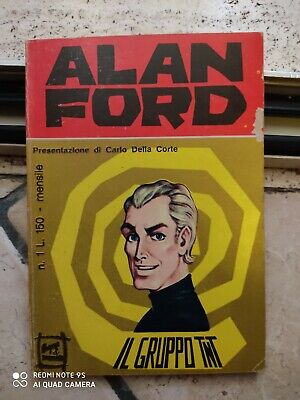 ALAN
FORD
Presentazione di Carlo Della Corte
n. 1 L. 150 - mensile
IL GRUPPO TNT
REDMI NOTE 9S
AI QUAD CAMERA